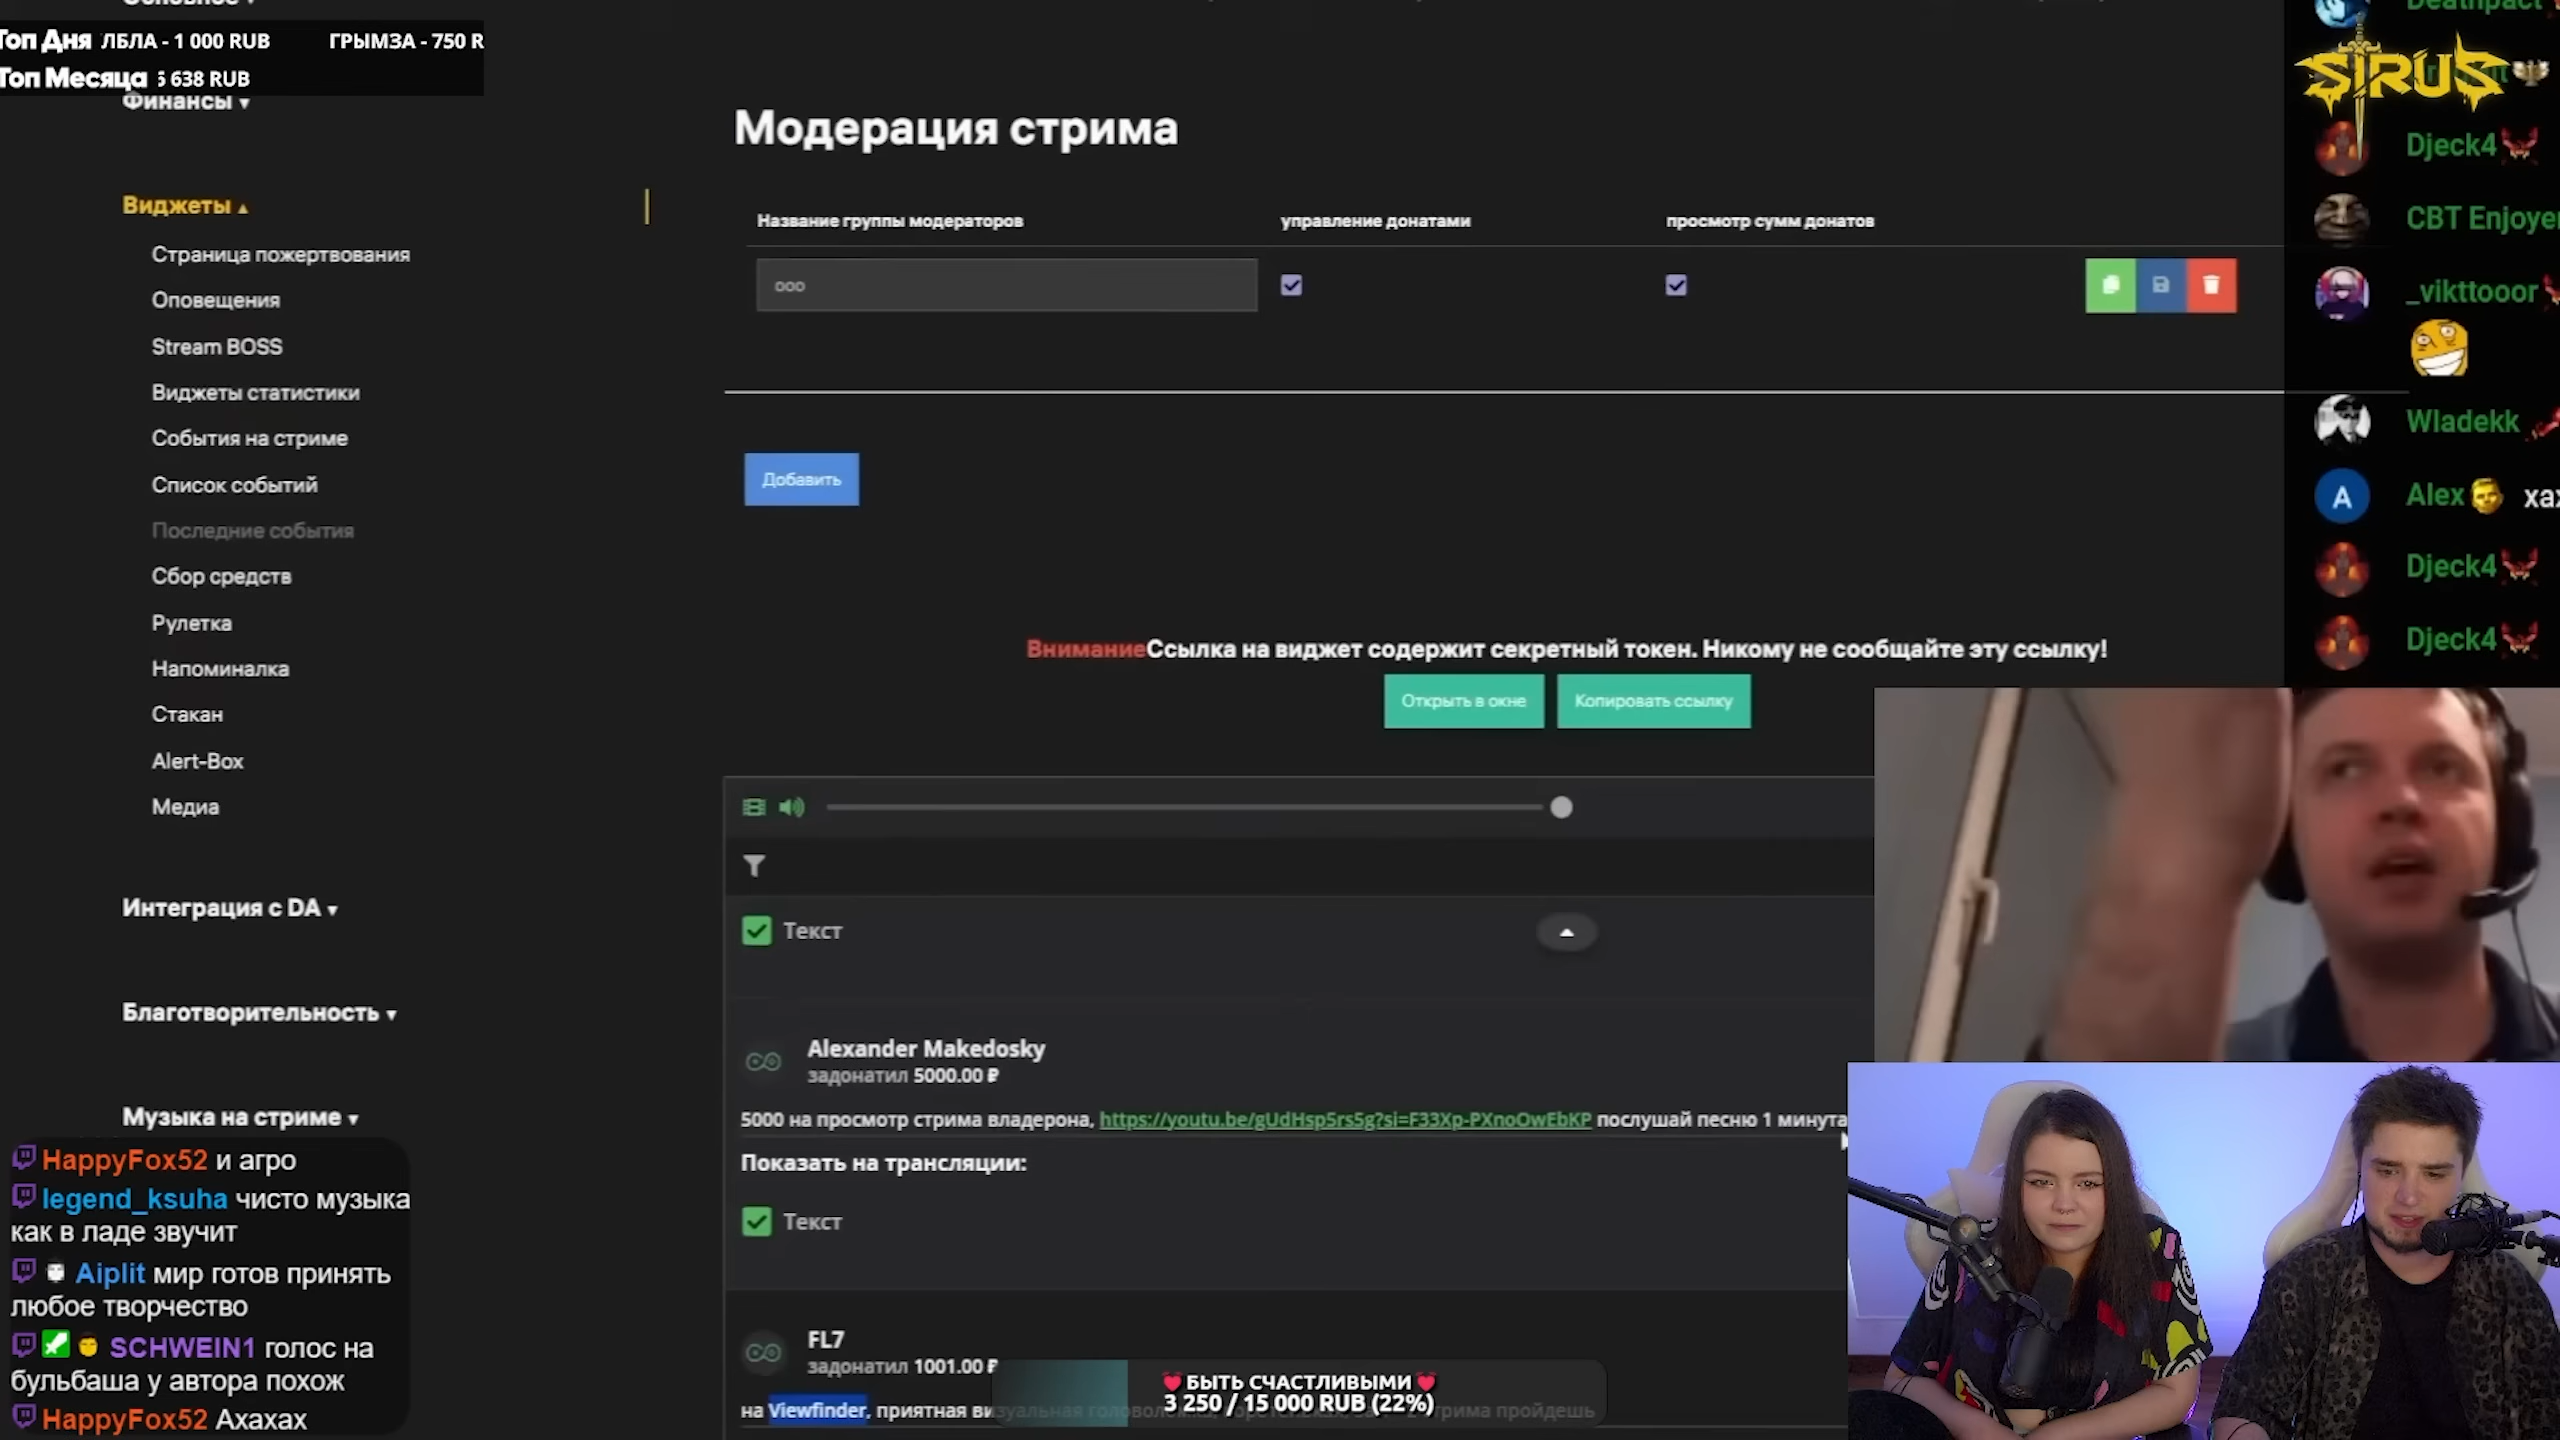 Основное ▾
Топ Дня ЛБЛА - 1 000 RUB ГРЫМЗА - 750 R
Топ Месяца 638 RUB
Финансы ▾
Виджеты ▴
Страница пожертвования
Оповещения
Stream BOSS
Виджеты статистики
События на стриме
Список событий
Последние события
Сбор средств
Рулетка
Напоминалка
Стакан
Alert-Box
Медиа
Интеграция с DA ▾
Благотворительность ▾
Музыка на стриме ▾
HappyFox52 и агро
legend_ksuha чисто музыка
как в ладе звучит
Aiplit мир готов принять
любое творчество
SCHWEIN1 голос на
бульбаша у автора похож
HappyFox52 Ахахах
Модерация стрима
Название группы модераторов управление донатами просмотр сумм донатов
ооо
Добавить
ВниманиеСсылка на виджет содержит секретный токен. Никому не сообщайте эту ссылку!
Открыть в окне Копировать ссылку
Текст
Alexander Makedosky
задонатил 5000.00 ₽
5000 на просмотр стрима владерона, https://youtu.be/gUdHsp5rs5g?si=F33Xp-PXnoOwEbKP послушай песню 1 минута
Показать на трансляции:
Текст
FL7
задонатил 1001.00 ₽
на Viewfinder, приятная визуальная стрима пройдешь
БЫТЬ СЧАСТЛИВЫМИ
3 250 / 15 000 RUB (22%)
Deathpact
SIRUS
Djeck4
CBT Enjoyer
_vikttooor
Wladekk
A
Alex хах
Djeck4
Djeck4